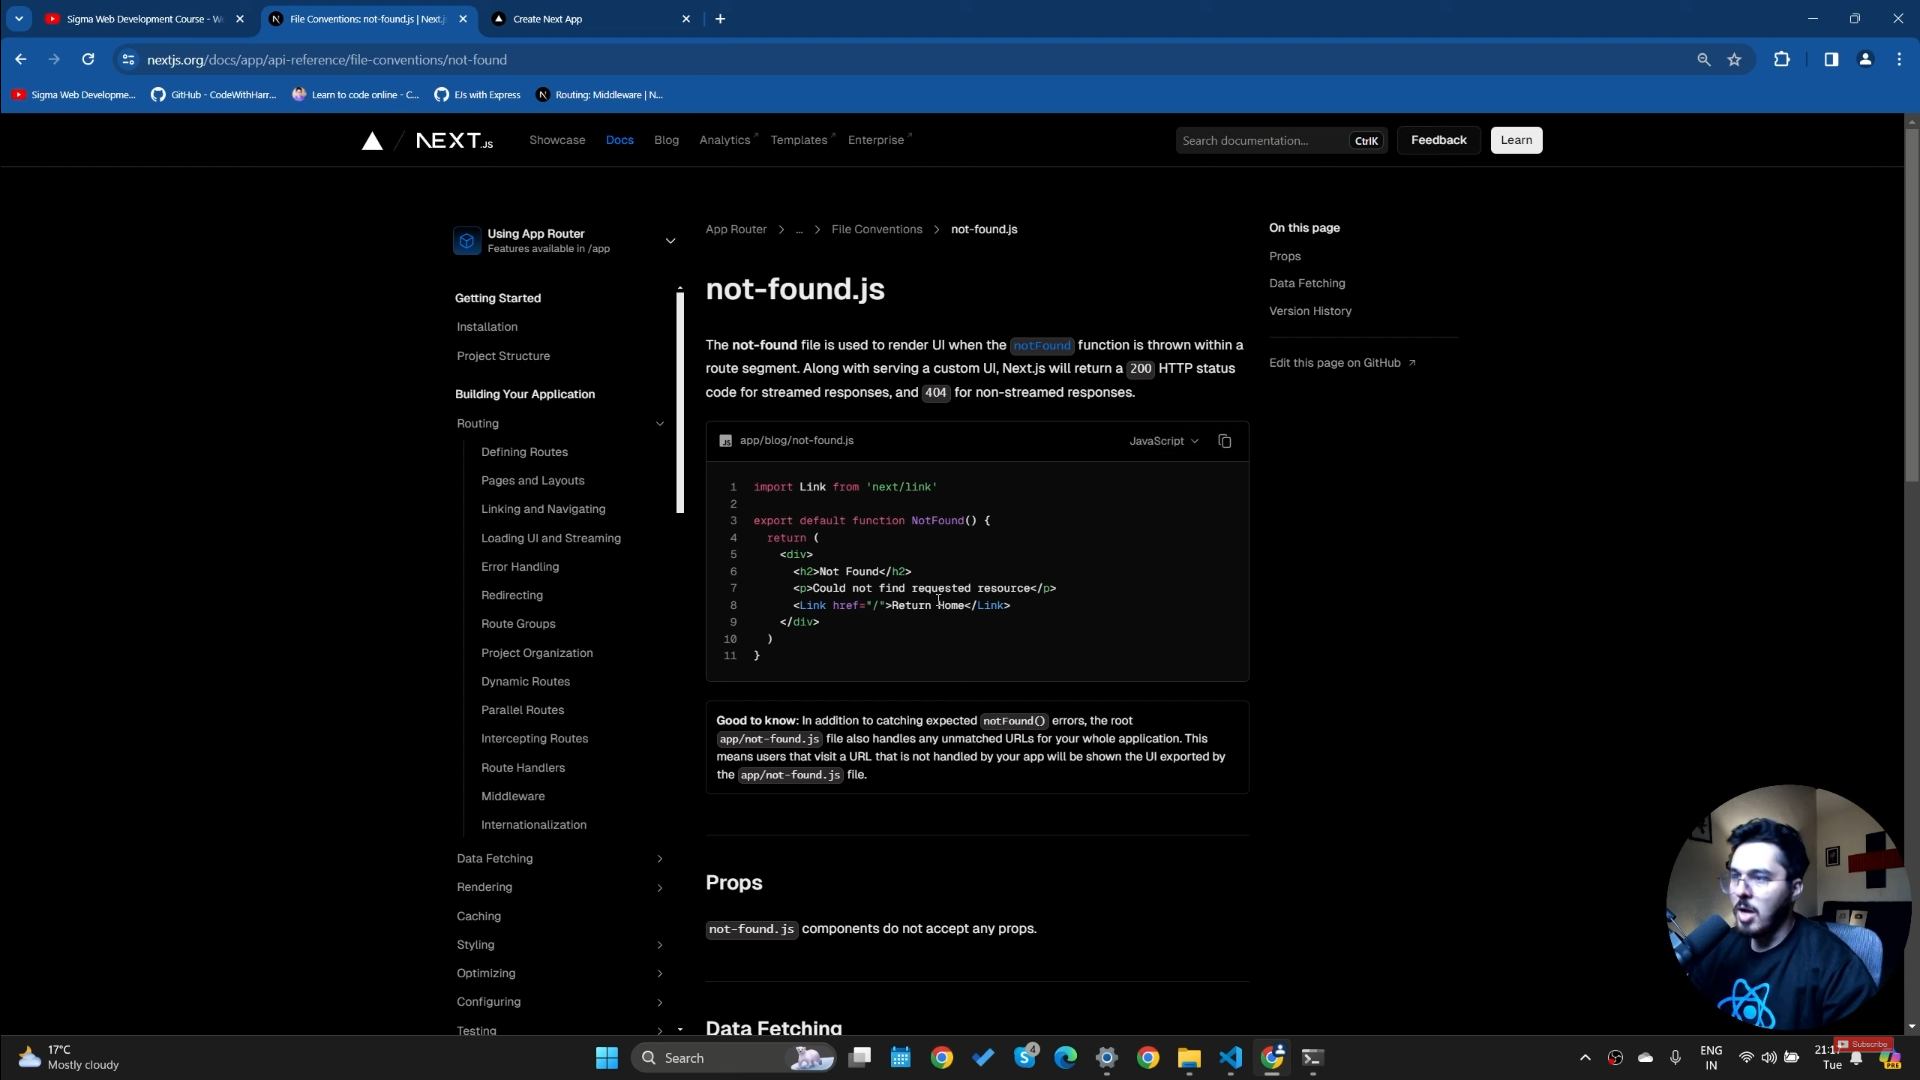 Sigma Web Development Course - W
File Conventions: not-found.js | Next.j
Create Next App
nextjs.org/docs/app/api-reference/file-conventions/not-found
Sigma Web Developme...
GitHub - CodeWithHarr...
Learn to code online - C...
EJs with Express
Routing: Middleware | N...
NEXT.JS
Showcase
Docs
Blog
Analytics
Templates
Enterprise
Search documentation...
CtrlK
Feedback
Learn
Using App Router
Features available in /app
Getting Started
Installation
Project Structure
Building Your Application
Routing
Defining Routes
Pages and Layouts
Linking and Navigating
Loading UI and Streaming
Error Handling
Redirecting
Route Groups
Project Organization
Dynamic Routes
Parallel Routes
Intercepting Routes
Route Handlers
Middleware
Internationalization
Data Fetching
Rendering
Caching
Styling
Optimizing
Configuring
Testing
App Router > ... > File Conventions > not-found.js
not-found.js
The not-found file is used to render UI when the notFound function is thrown within a
route segment. Along with serving a custom UI, Next.js will return a 200 HTTP status
code for streamed responses, and 404 for non-streamed responses.
JS app/blog/not-found.js
JavaScript
1 import Link from 'next/link'
2
3 export default function NotFound() {
4 return (
5 <div>
6 <h2>Not Found</h2>
7 <p>Could not find requested resource</p>
8 <Link href="/">Return Home</Link>
9 </div>
10 )
11 }
Good to know: In addition to catching expected notFound() errors, the root
app/not-found.js file also handles any unmatched URLs for your whole application. This
means users that visit a URL that is not handled by your app will be shown the UI exported by
the app/not-found.js file.
Props
not-found.js components do not accept any props.
Data Fetching
On this page
Props
Data Fetching
Version History
Edit this page on GitHub
17°C
Mostly cloudy
Search
4
ENG
IN
21:1
Tue
Subscribe
PRE